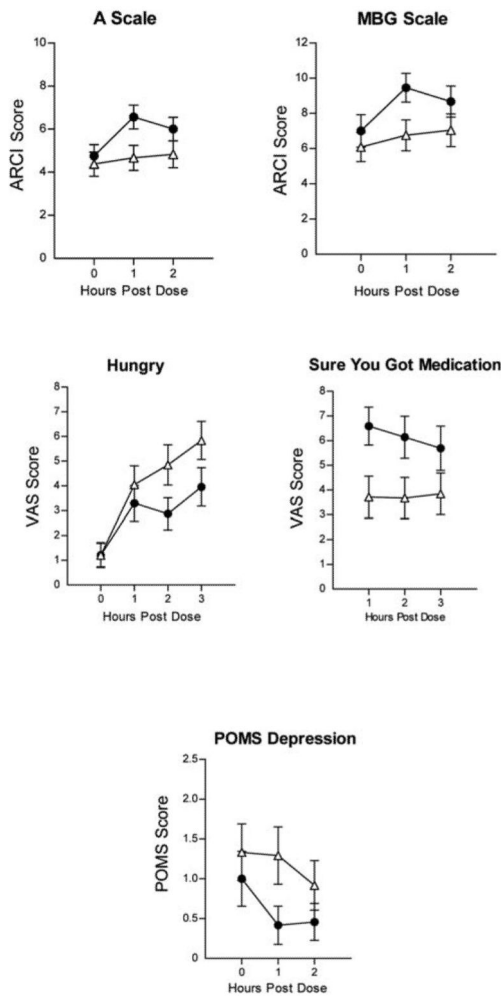 A Scale
10
8
6
4
2
0
ARCI Score
0 1 2
Hours Post Dose
MBG Scale
12
10
8
6
4
2
0
ARCI Score
0 1 2
Hours Post Dose
Hungry
8
7
6
5
4
3
2
1
0
VAS Score
0 1 2 3
Hours Post Dose
Sure You Got Medication
8
7
6
5
4
3
2
1
0
VAS Score
1 2 3
Hours Post Dose
POMS Depression
2.5
2.0
1.5
1.0
0.5
0
POMS Score
0 1 2
Hours Post Dose